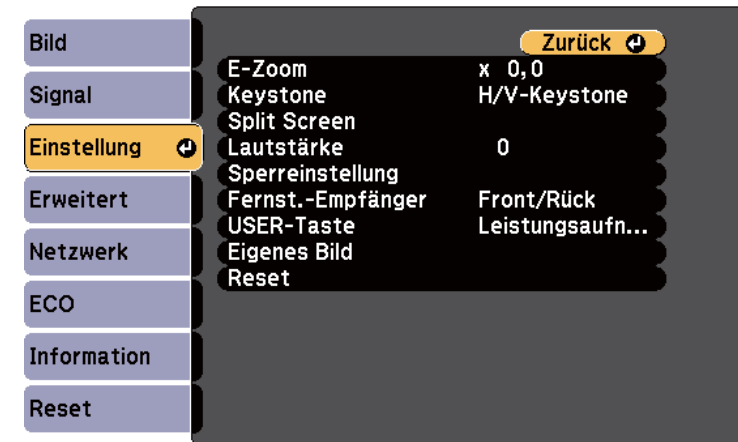 Bild
Signal
Einstellung
Erweitert
Netzwerk
ECO
Information
Reset
Zurück
E-Zoom x 0,0
Keystone H/V-Keystone
Split Screen
Lautstärke 0
Sperreinstellung
Fernst.-Empfänger Front/Rück
USER-Taste Leistungsaufn...
Eigenes Bild
Reset